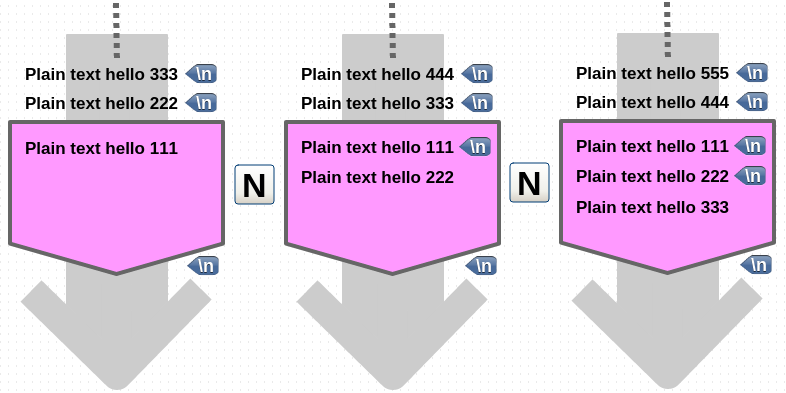 Plain text hello 333 \n
Plain text hello 222 \n
Plain text hello 111
\n
N
Plain text hello 444 \n
Plain text hello 333 \n
Plain text hello 111 \n
Plain text hello 222
\n
N
Plain text hello 555 \n
Plain text hello 444 \n
Plain text hello 111 \n
Plain text hello 222 \n
Plain text hello 333
\n